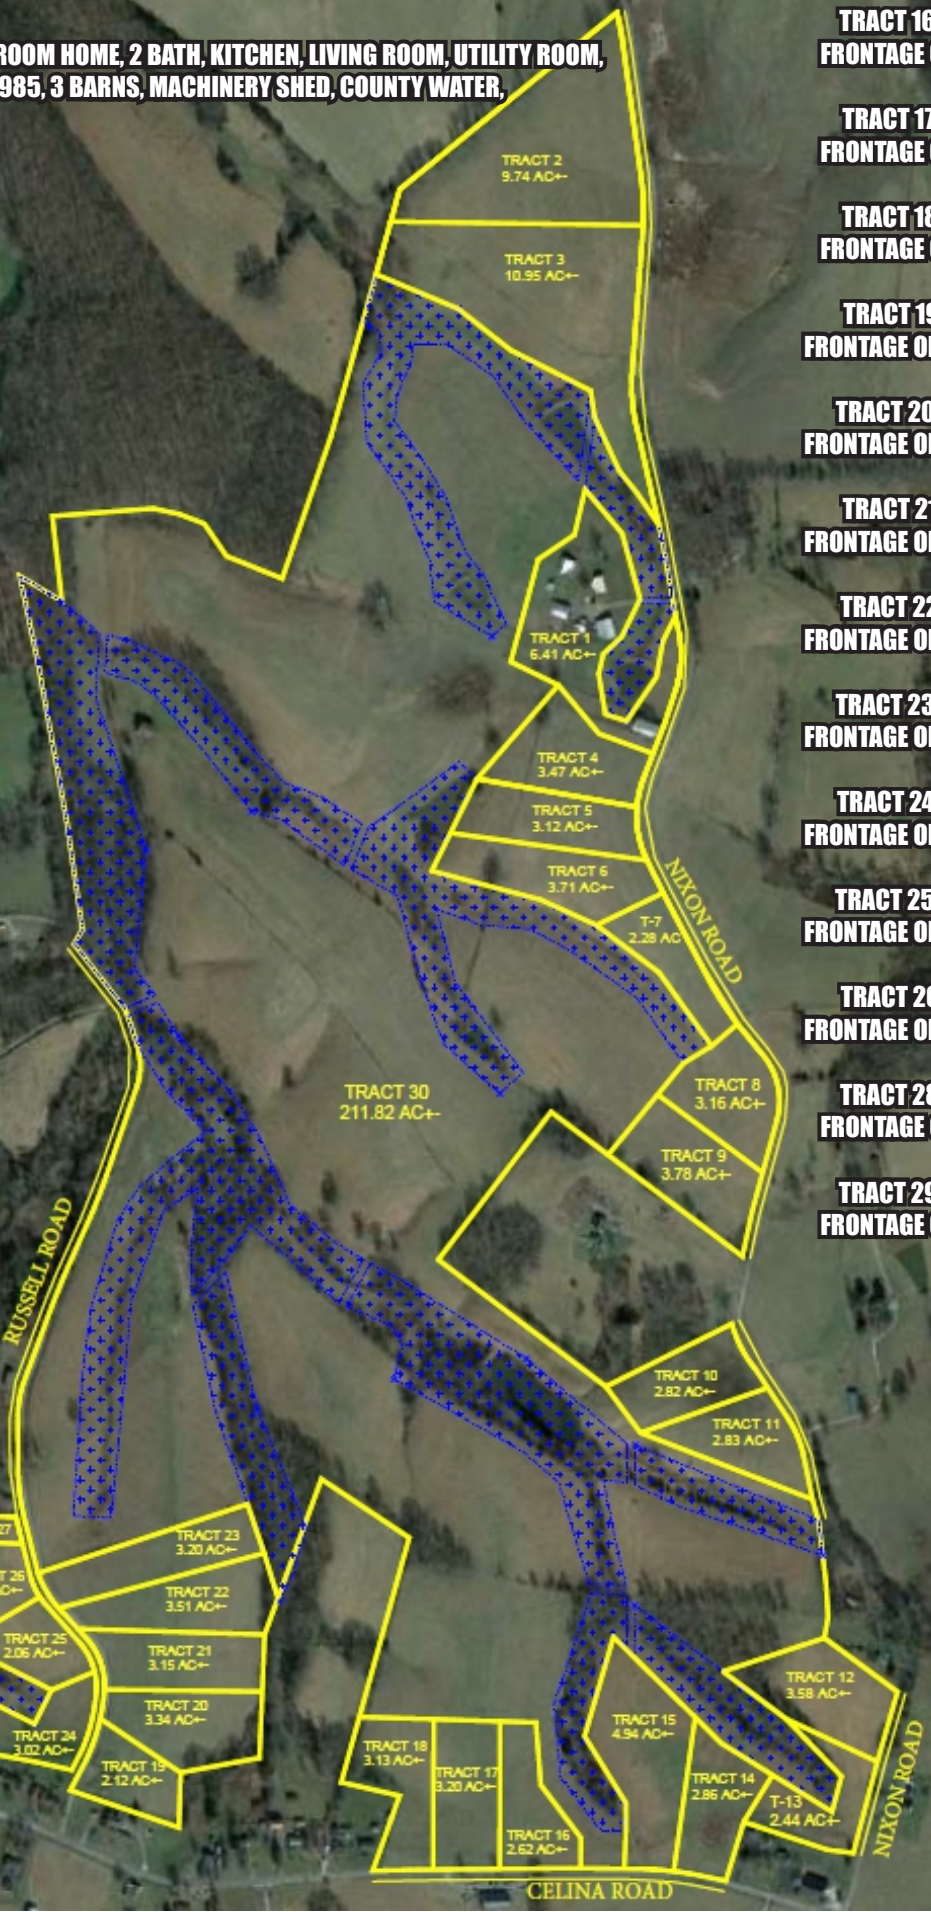 ROOM HOME, 2 BATH, KITCHEN, LIVING ROOM, UTILITY ROOM,
985, 3 BARNS, MACHINERY SHED, COUNTY WATER,
TRACT 16
FRONTAGE
TRACT 17
FRONTAGE
TRACT 18
FRONTAGE
TRACT 19
FRONTAGE
TRACT 20
FRONTAGE
TRACT 21
FRONTAGE
TRACT 22
FRONTAGE
TRACT 23
FRONTAGE
TRACT 24
FRONTAGE
TRACT 25
FRONTAGE
TRACT 26
FRONTAGE
TRACT 28
FRONTAGE
TRACT 29
FRONTAGE
TRACT 2
9.74 AC+-
TRACT 3
10.95 AC+-
TRACT 1
6.41 AC+-
TRACT 4
3.47 AC+-
TRACT 5
3.12 AC+-
TRACT 6
3.71 AC+-
T-7
2.28 AC
NIXON ROAD
TRACT 8
3.16 AC+-
TRACT 30
211.82 AC+-
TRACT 9
3.78 AC+-
RUSSELL ROAD
TRACT 10
2.82 AC+-
TRACT 11
2.83 AC+-
27
TRACT 23
3.20 AC+-
T 26
C+-
TRACT 22
3.51 AC+-
TRACT 25
2.06 AC+-
TRACT 21
3.15 AC+-
TRACT 20
3.34 AC+-
TRACT 24
3.02 AC+-
TRACT 19
2.12 AC+-
TRACT 12
3.58 AC+-
TRACT 15
4.94 AC+-
TRACT 18
3.13 AC+-
TRACT 17
3.20 AC+-
TRACT 14
2.86 AC+-
T-13
2.44 AC+-
TRACT 16
2.62 AC+-
NIXON ROAD
CELINA ROAD